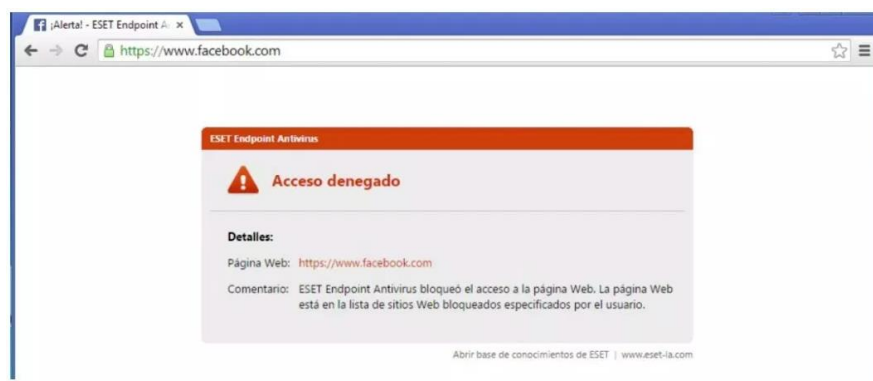 ¡Alerta! - ESET Endpoint A
https://www.facebook.com
ESET Endpoint Antivirus
Acceso denegado
Detalles:
Página Web: https://www.facebook.com
Comentario: ESET Endpoint Antivirus bloqueó el acceso a la página Web. La página Web
está en la lista de sitios Web bloqueados especificados por el usuario.
Abrir base de conocimientos de ESET | www.eset-la.com